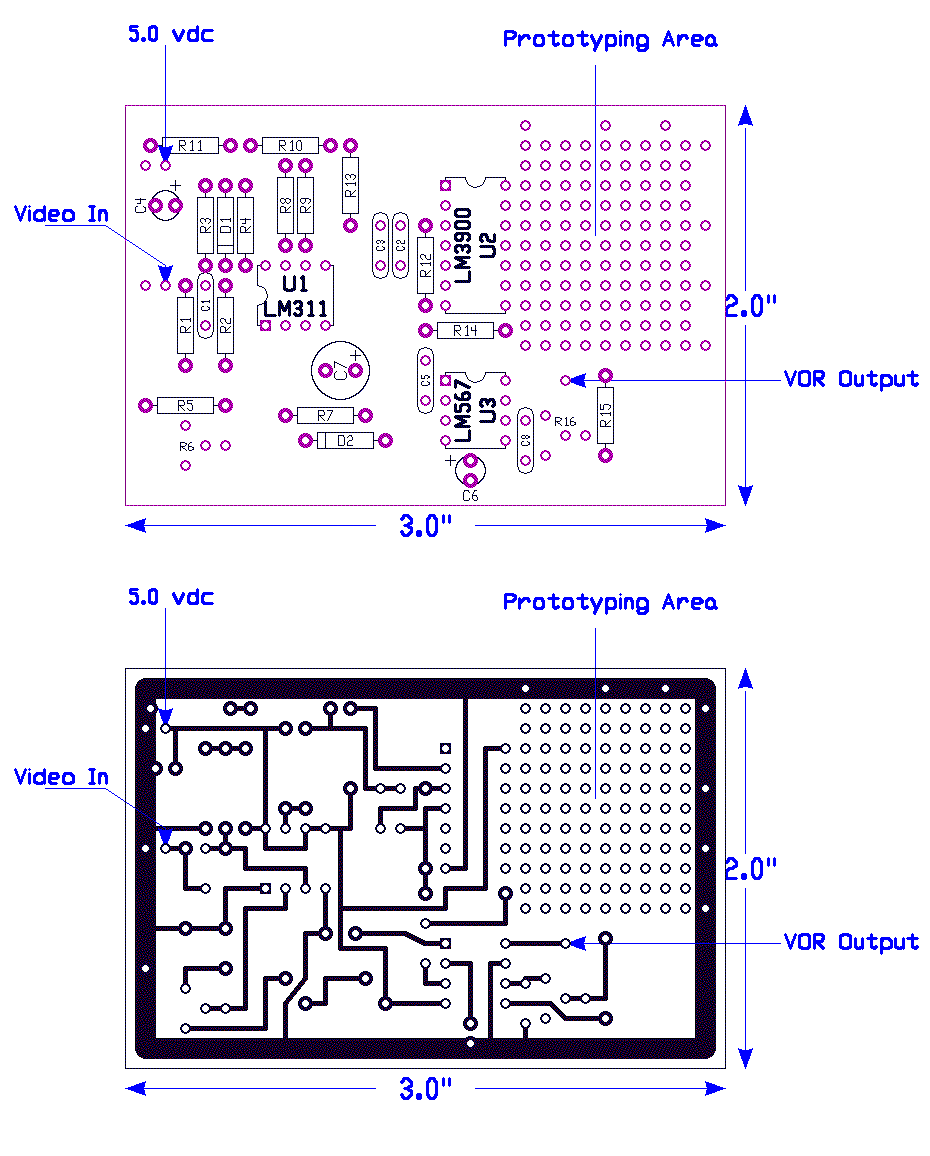 5.0 vdc
Prototyping Area
R11
R10
R13
C4
+
Video In
R3
D1
R4
R8
R9
C3
C2
R12
LM3900
U2
U1
LM311
R1
C1
R2
2.0"
R14
C7
+
C5
VOR Output
LM567
U3
R5
R7
R6
D2
C8
R16
R15
+
C6
3.0"
5.0 vdc
Prototyping Area
Video In
2.0"
VOR Output
3.0"